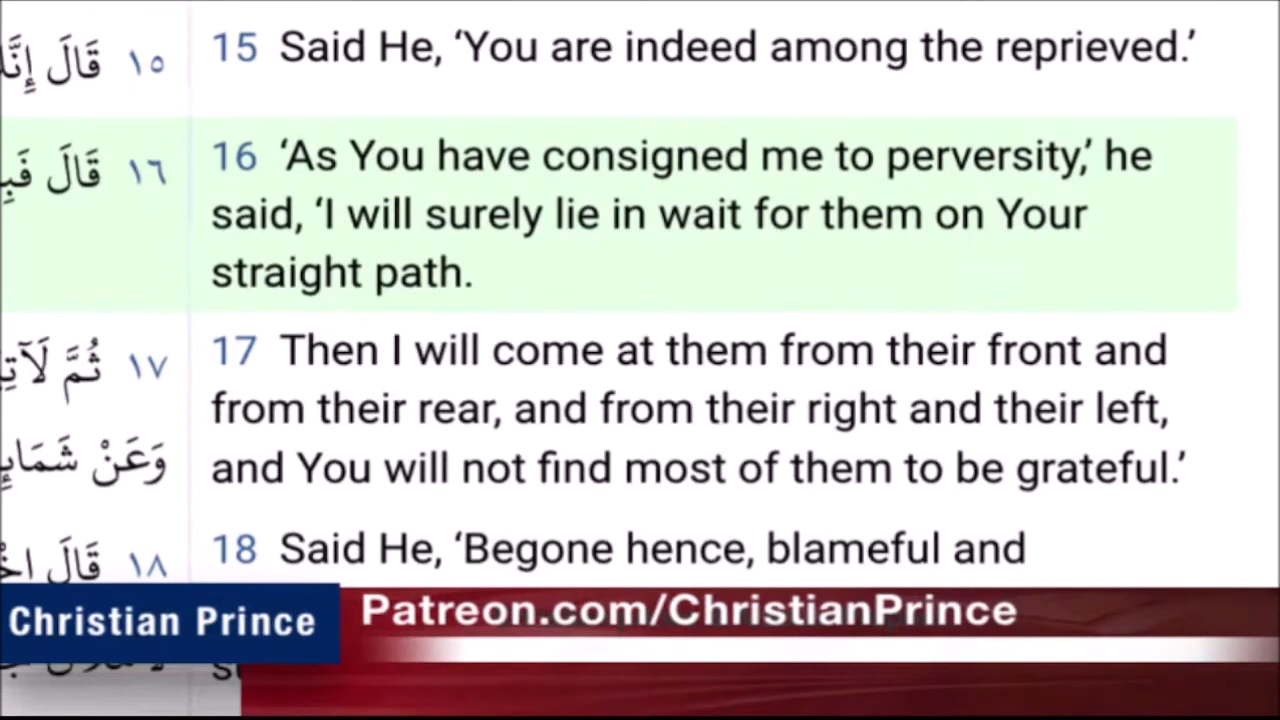 قَالَ ١٥
15 Said He, ‘You are indeed among the reprieved.’
قَالَ ١٦
16 ‘As You have consigned me to perversity,’ he
said, ‘I will surely lie in wait for them on Your
straight path.
ثُمَّ ١٧
17 Then I will come at them from their front and
from their rear, and from their right and their left,
وَعَنْ
and You will not find most of them to be grateful.’
قَالَ ١٨
18 Said He, ‘Begone hence, blameful and
Christian Prince
Patreon.com/ChristianPrince